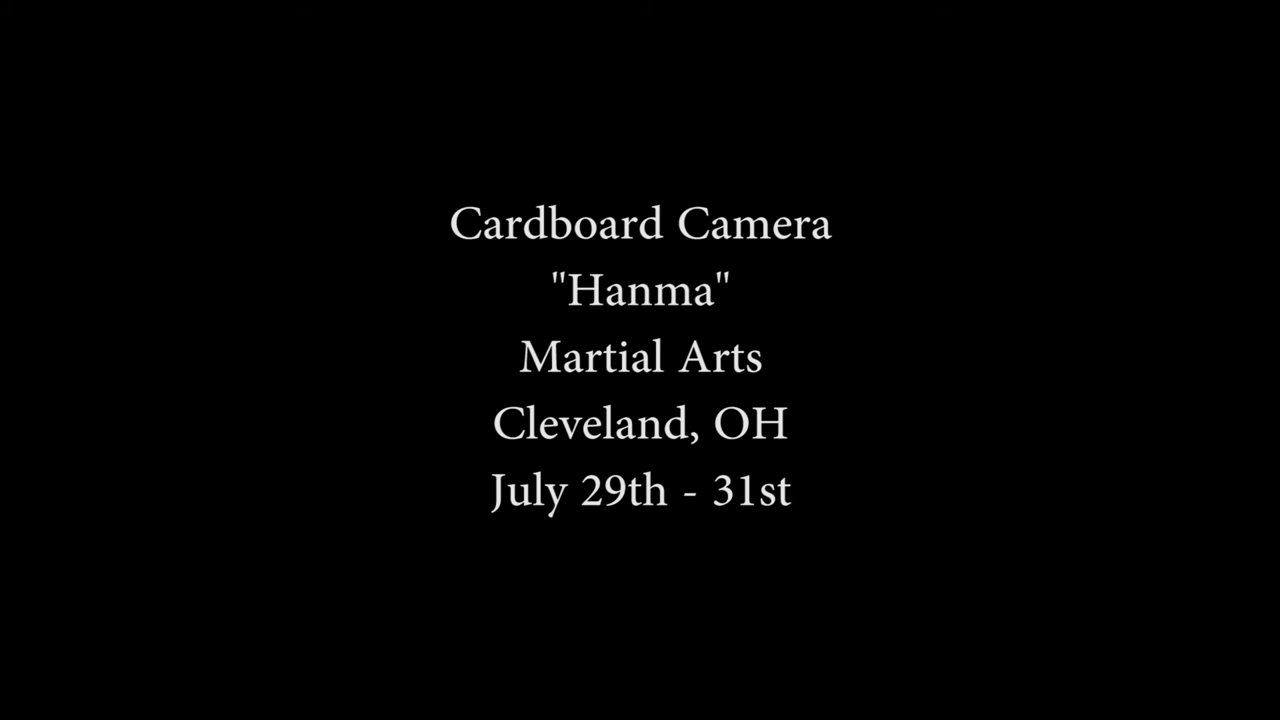 Cardboard Camera
"Hanma"
Martial Arts
Cleveland, OH
July 29th - 31st